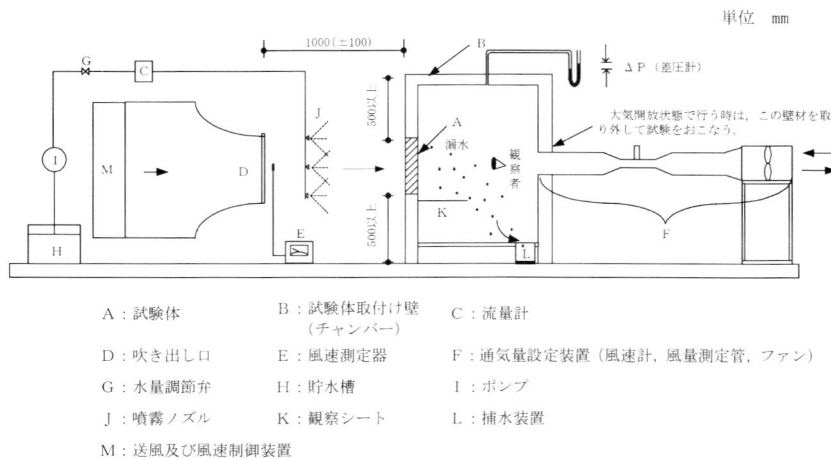 単位 mm
1000(±100)
B
ΔP（差圧計）
G
C
J
500以上
A
大気開放状態で行う時は，この壁材を取
り外して試験をおこなう。
漏水
観察者
I
M
D
K
F
500以上
E
H
L
A：試験体
B：試験体取付け壁
(チャンバー)
C：流量計
D：吹き出し口
E：風速測定器
F：通気量設定装置（風速計，風量測定管，ファン）
G：水量調節弁
H：貯水槽
I：ポンプ
J：噴霧ノズル
K：観察シート
L：捕水装置
M：送風及び風速制御装置